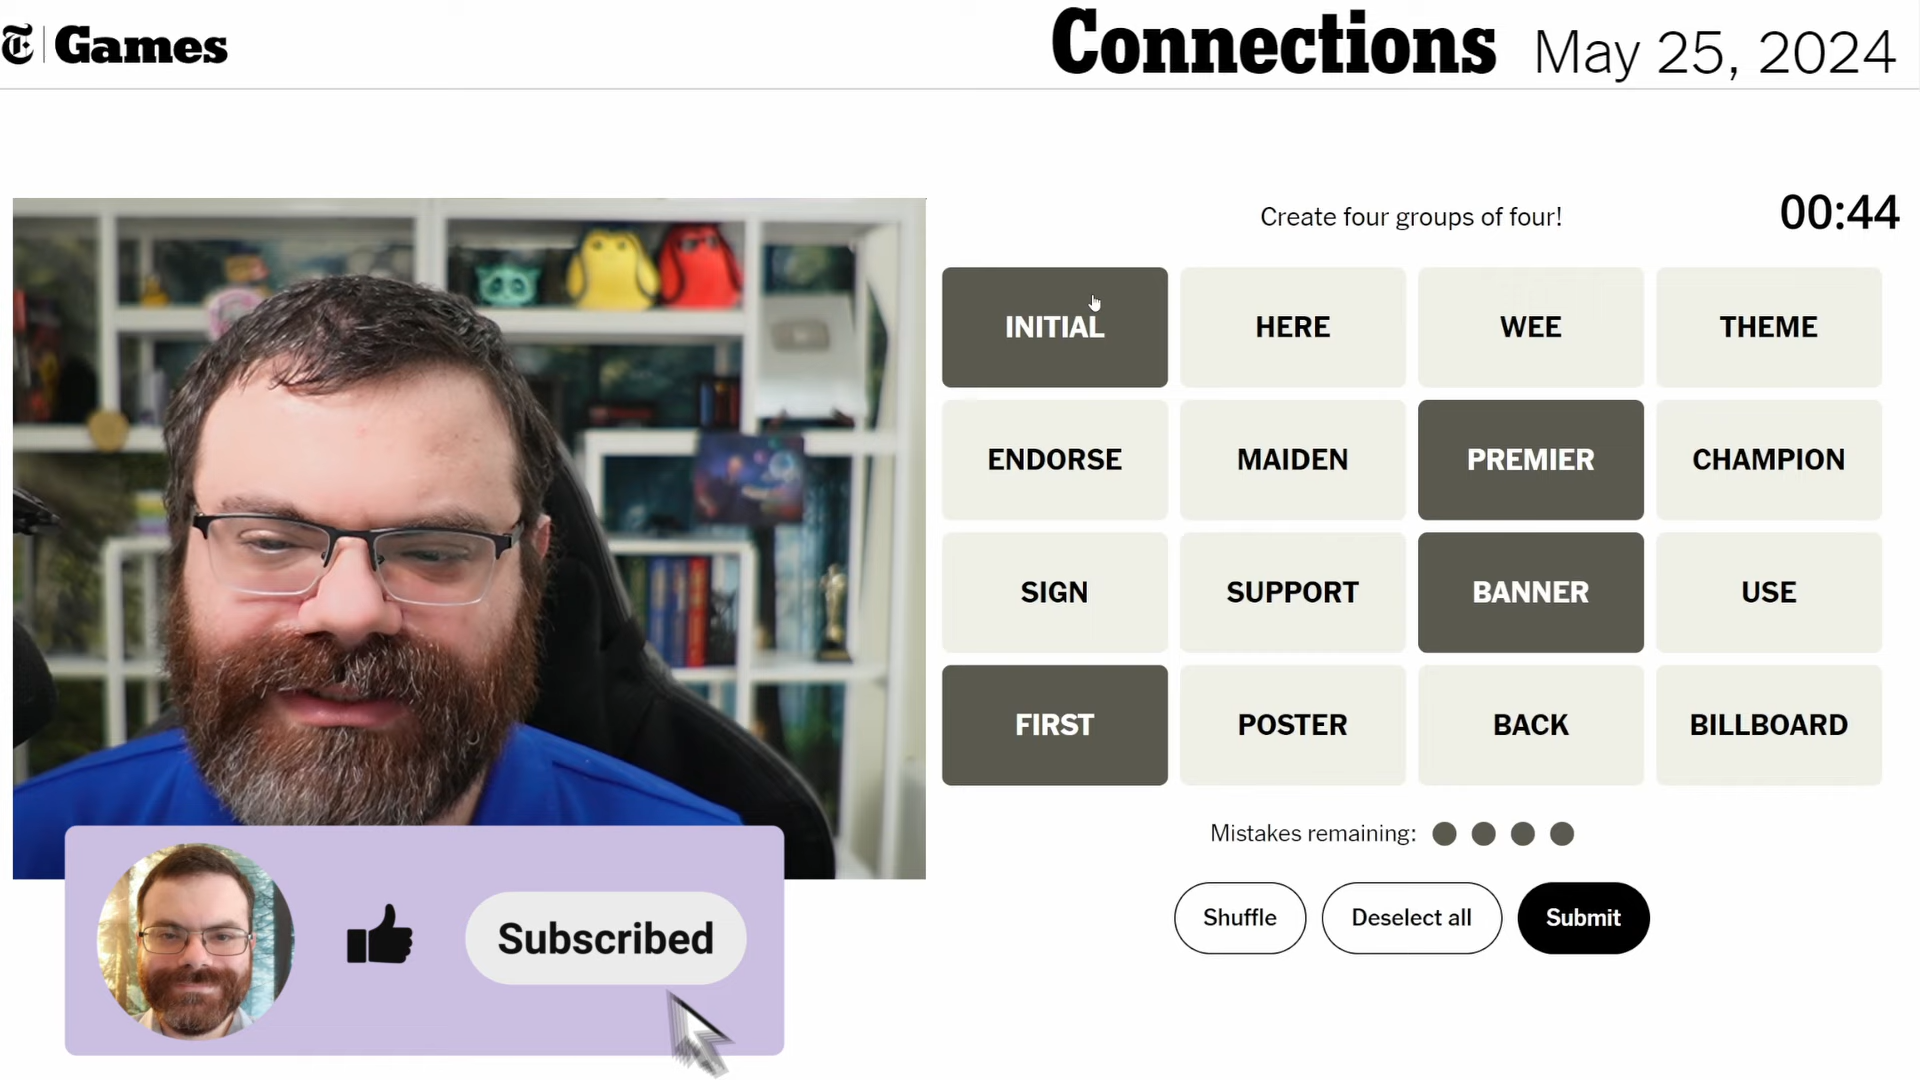 T Games
Connections May 25, 2024
Create four groups of four!
00:44
INITIAL HERE WEE THEME
ENDORSE MAIDEN PREMIER CHAMPION
SIGN SUPPORT BANNER USE
FIRST POSTER BACK BILLBOARD
Mistakes remaining:
Shuffle Deselect all Submit
Subscribed